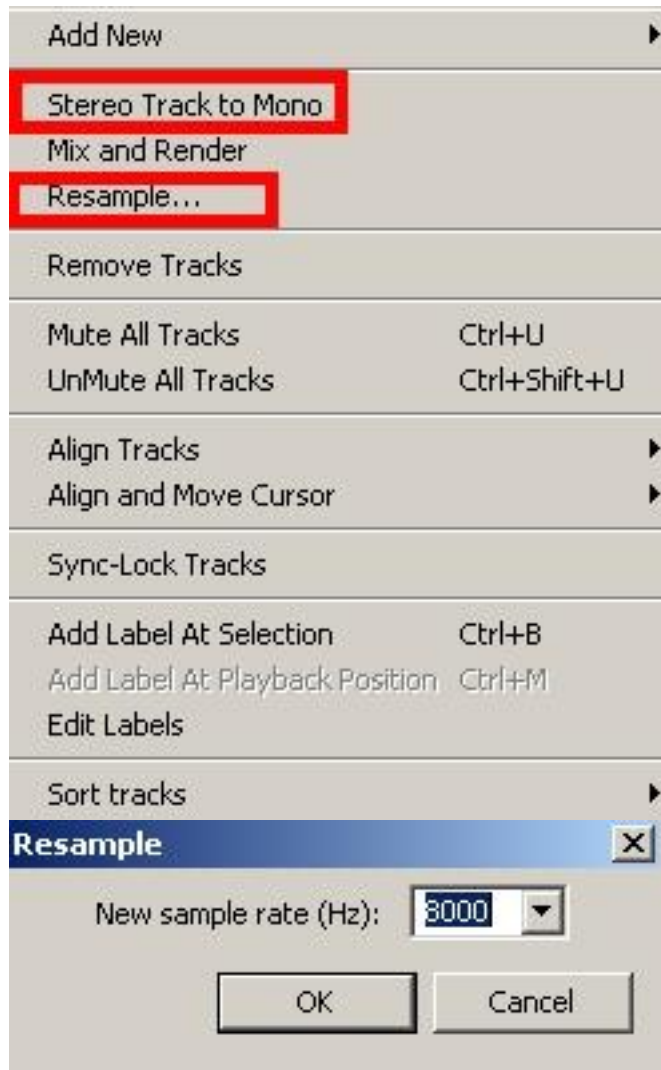 Add New
Stereo Track to Mono
Mix and Render
Resample...
Remove Tracks
Mute All Tracks Ctrl+U
UnMute All Tracks Ctrl+Shift+U
Align Tracks
Align and Move Cursor
Sync-Lock Tracks
Add Label At Selection Ctrl+B
Add Label At Playback Position Ctrl+M
Edit Labels
Sort tracks
Resample
New sample rate (Hz): 8000
OK Cancel